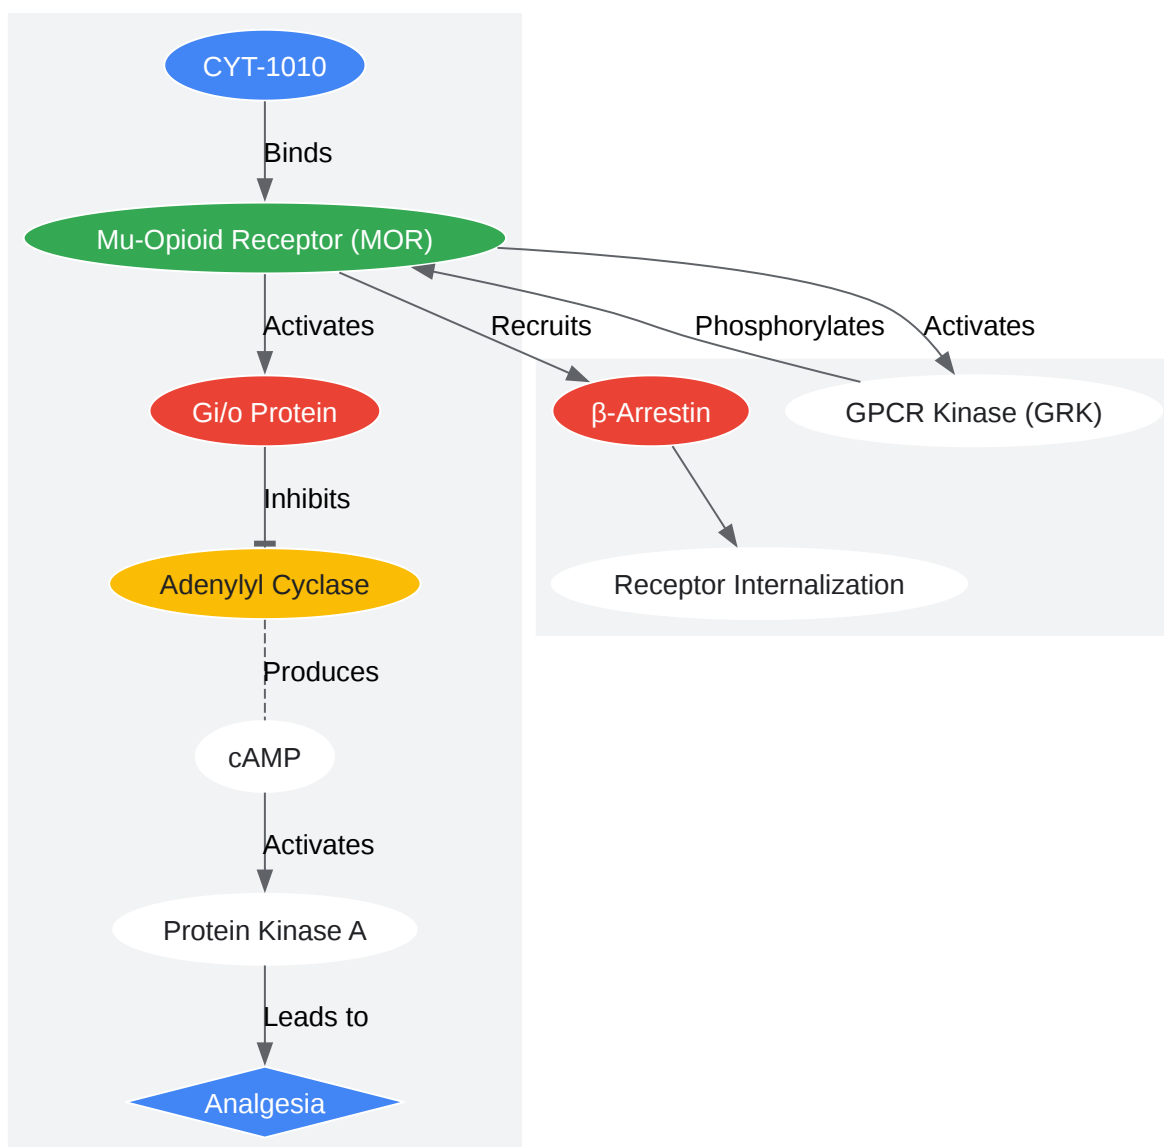 CYT-1010
Binds
Mu-Opioid Receptor (MOR)
Activates
Recruits
Phosphorylates
Activates
Gi/o Protein
β-Arrestin
GPCR Kinase (GRK)
Inhibits
Adenylyl Cyclase
Receptor Internalization
Produces
cAMP
Activates
Protein Kinase A
Leads to
Analgesia